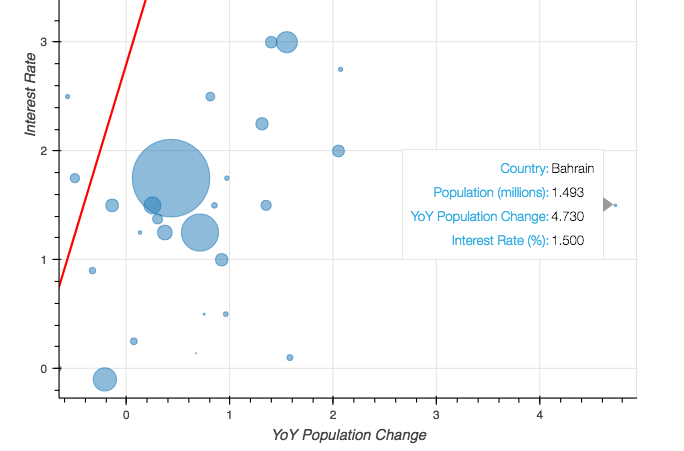 3
2
1
0
Interest Rate
Country: Bahrain
Population (millions): 1.493
YoY Population Change: 4.730
Interest Rate (%): 1.500
0 1 2 3 4
YoY Population Change